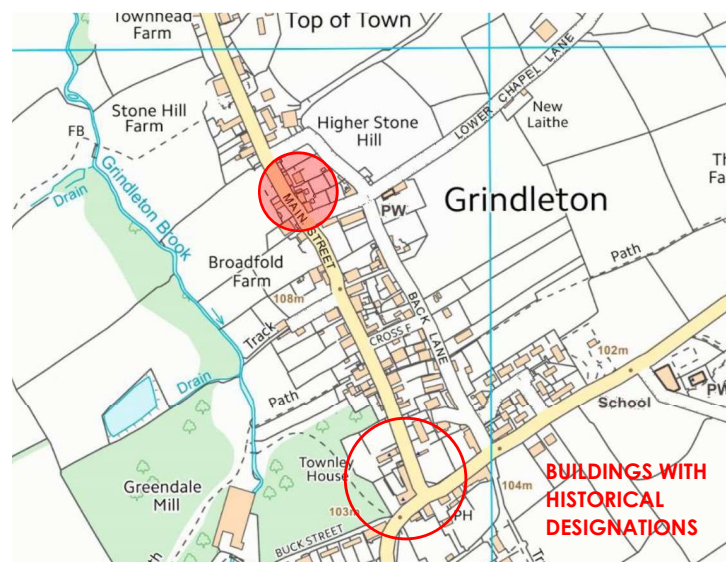 Townhead
Farm
Top of Town
Stone Hill
Farm
Higher Stone
Hill
LOWER CHAPEL LANE
New
Laithe
FB
Drain
Grindleton Brook
MAIN STREET
PW
Grindleton
Broadfold
Farm
108m
Path
Track
BACK LANE
CROSS F
Drain
Path
102m
School
PW
Townley
House
Greendale
Mill
103m
104m
PH
BUCK STREET
BUILDINGS WITH
HISTORICAL
DESIGNATIONS